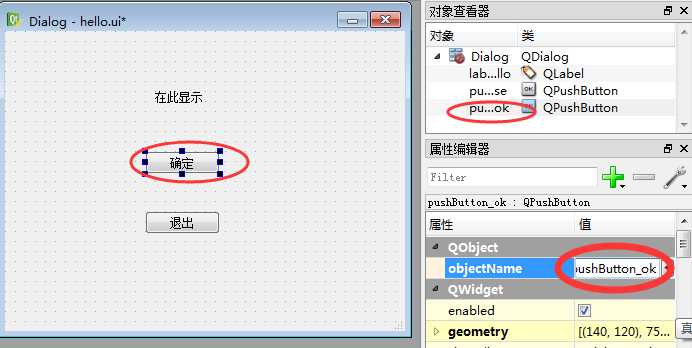 Dialog - hello.ui*
在此显示
确定
退出
对象查看器
对象 类
Dialog QDialog
lab...llo QLabel
pu...se QPushButton
pu...ok QPushButton
属性编辑器
Filter
pushButton_ok : QPushButton
属性 值
QObject
objectName pushButton_ok
QWidget
enabled
geometry [(140, 120), 75...